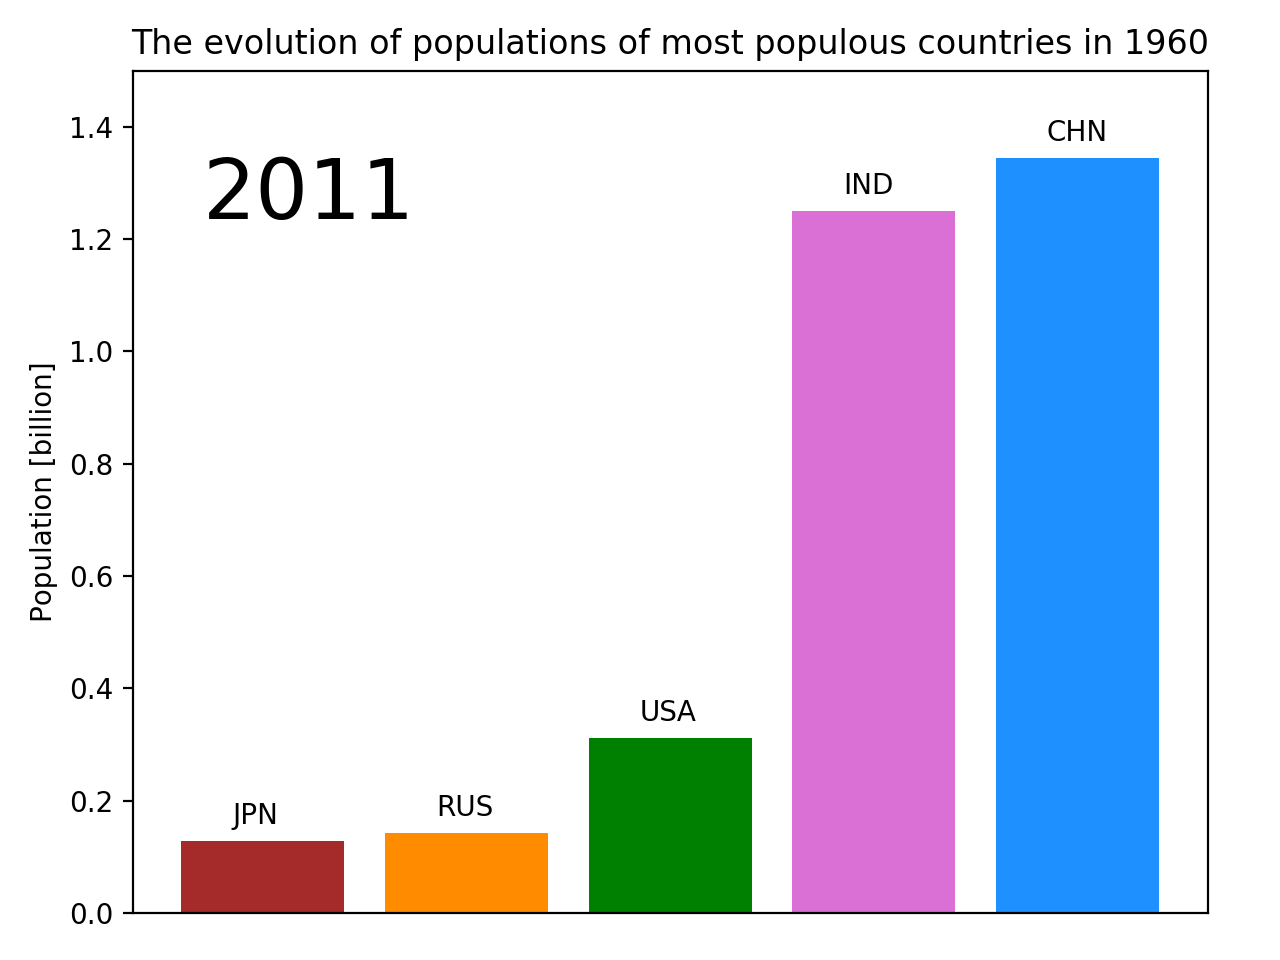 The evolution of populations of most populous countries in 1960
2011
Population [billion]
1.4
1.2
1.0
0.8
0.6
0.4
0.2
0.0
JPN
RUS
USA
IND
CHN